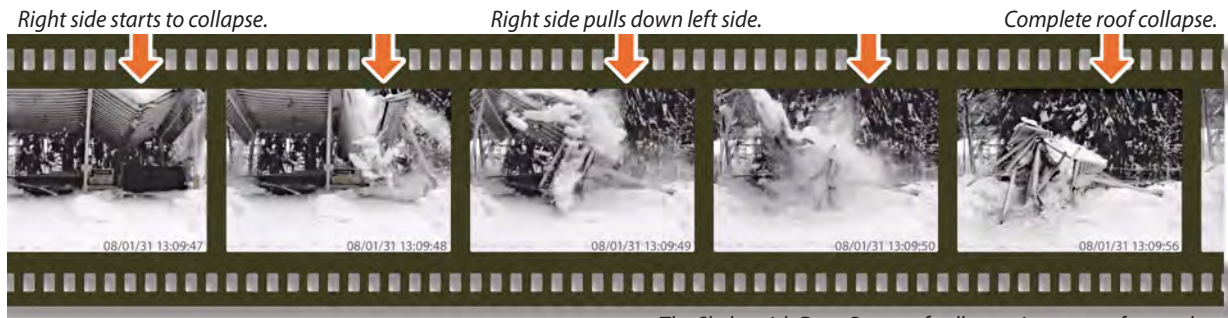 Right side starts to collapse.
Right side pulls down left side.
Complete roof collapse.
08/01/31 13:09:47
08/01/31 13:09:48
08/01/31 13:09:49
08/01/31 13:09:50
08/01/31 13:09:56